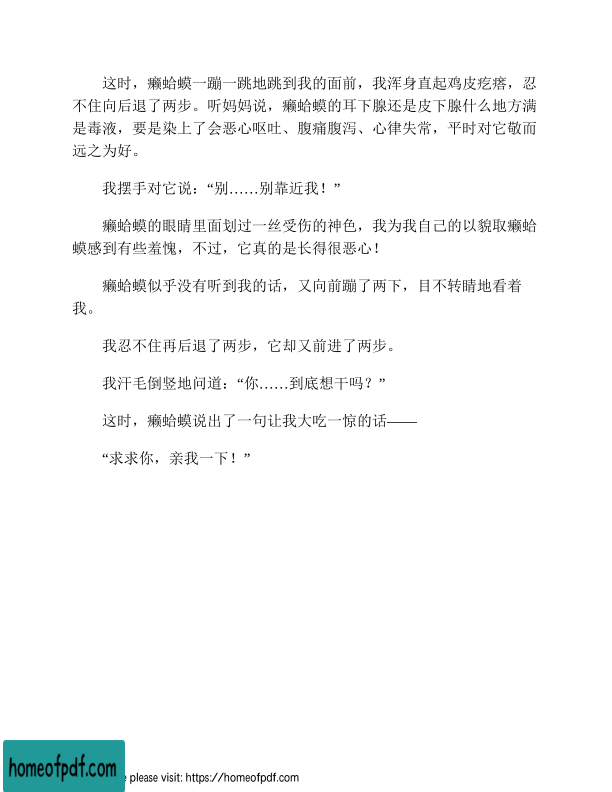 这时，癞蛤蟆一蹦一跳地跳到我的面前，我浑身直起鸡皮疙瘩，忍
不住向后退了两步。听妈妈说，癞蛤蟆的耳下腺还是皮下腺什么地方满
是毒液，要是染上了会恶心呕吐、腹痛腹泻、心律失常，平时对它敬而
远之为好。
我摆手对它说：“别……别靠近我！”
癞蛤蟆的眼睛里面划过一丝受伤的神色，我为我自己的以貌取癞蛤
蟆感到有些羞愧，不过，它真的是长得很恶心！
癞蛤蟆似乎没有听到我的话，又向前蹦了两下，目不转睛地看着
我。
我忍不住再后退了两步，它却又前进了两步。
我汗毛倒竖地问道：“你……到底想干吗？”
这时，癞蛤蟆说出了一句让我大吃一惊的话——
“求求你，亲我一下！”
homeofpdf.com
e please visit: https://homeofpdf.com